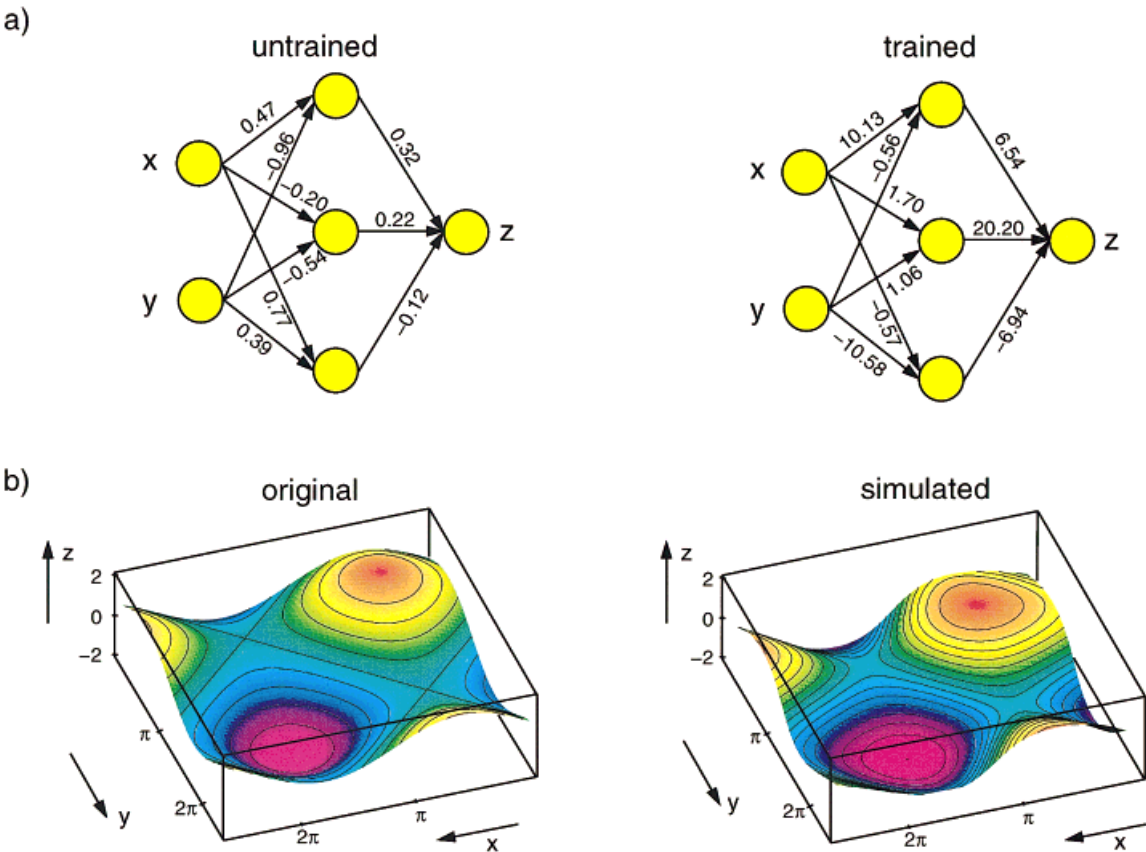 a)
untrained
trained
0.47
−0.96
0.32
x
−0.20
0.22
z
−0.54
y
0.77
0.39
−0.12
10.13
−0.56
6.54
x
1.70
20.20
z
1.06
y
−0.57
−10.58
−6.94
b)
original
simulated
z
2
0
−2
π
2π
y
2π
π
x
z
2
0
−2
π
2π
y
2π
π
x